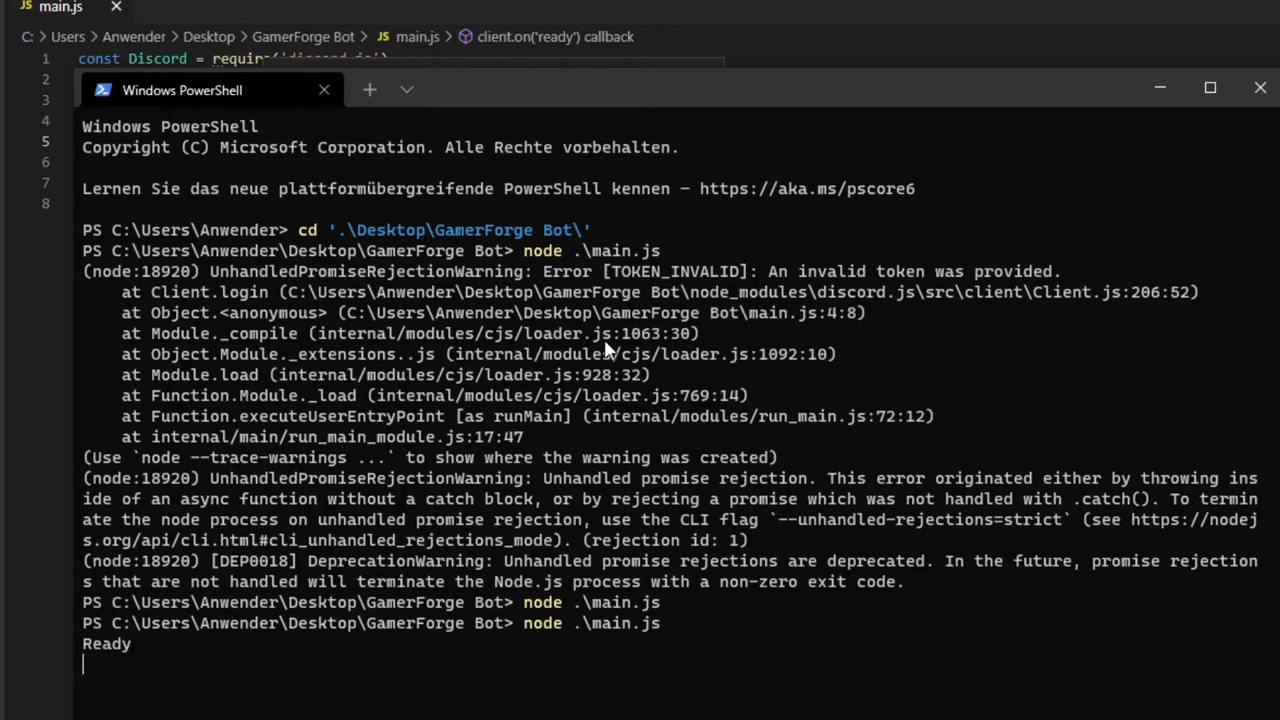 main.js
C: > Users > Anwender > Desktop > GamerForge Bot > main.js > client.on('ready') callback
1 const Discord = require('discord.js')
2
3
4
5
6
7
8
Windows PowerShell
Windows PowerShell
Copyright (C) Microsoft Corporation. Alle Rechte vorbehalten.
Lernen Sie das neue plattformübergreifende PowerShell kennen – https://aka.ms/pscore6
PS C:\Users\Anwender> cd '.\Desktop\GamerForge Bot\'
PS C:\Users\Anwender\Desktop\GamerForge Bot> node .\main.js
(node:18920) UnhandledPromiseRejectionWarning: Error [TOKEN_INVALID]: An invalid token was provided.
at Client.login (C:\Users\Anwender\Desktop\GamerForge Bot\node_modules\discord.js\src\client\Client.js:206:52)
at Object.<anonymous> (C:\Users\Anwender\Desktop\GamerForge Bot\main.js:4:8)
at Module._compile (internal/modules/cjs/loader.js:1063:30)
at Object.Module._extensions..js (internal/modules/cjs/loader.js:1092:10)
at Module.load (internal/modules/cjs/loader.js:928:32)
at Function.Module._load (internal/modules/cjs/loader.js:769:14)
at Function.executeUserEntryPoint [as runMain] (internal/modules/run_main.js:72:12)
at internal/main/run_main_module.js:17:47
(Use `node --trace-warnings ...` to show where the warning was created)
(node:18920) UnhandledPromiseRejectionWarning: Unhandled promise rejection. This error originated either by throwing ins
ide of an async function without a catch block, or by rejecting a promise which was not handled with .catch(). To termin
ate the node process on unhandled promise rejection, use the CLI flag `--unhandled-rejections=strict` (see https://nodej
s.org/api/cli.html#cli_unhandled_rejections_mode). (rejection id: 1)
(node:18920) [DEP0018] DeprecationWarning: Unhandled promise rejections are deprecated. In the future, promise rejection
s that are not handled will terminate the Node.js process with a non-zero exit code.
PS C:\Users\Anwender\Desktop\GamerForge Bot> node .\main.js
PS C:\Users\Anwender\Desktop\GamerForge Bot> node .\main.js
Ready